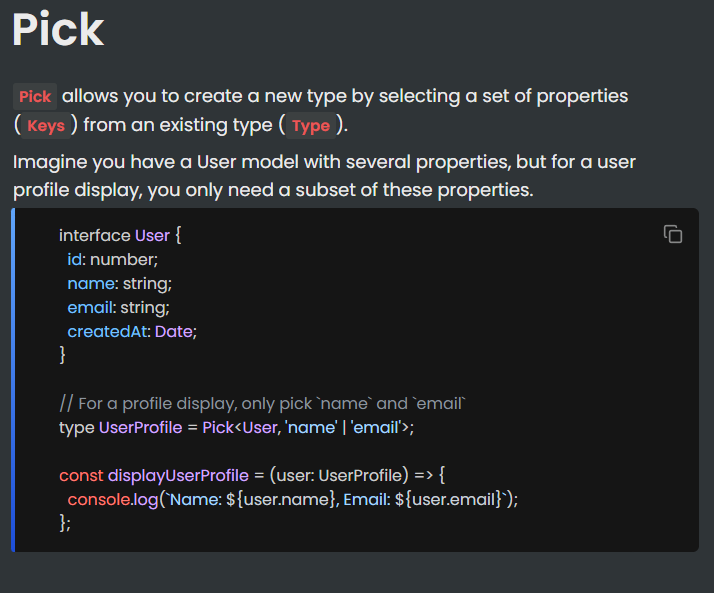 Pick
Pick allows you to create a new type by selecting a set of properties
( Keys ) from an existing type ( Type ).
Imagine you have a User model with several properties, but for a user
profile display, you only need a subset of these properties.
interface User {
  id: number;
  name: string;
  email: string;
  createdAt: Date;
}
// For a profile display, only pick `name` and `email`
type UserProfile = Pick<User, 'name' | 'email'>;
const displayUserProfile = (user: UserProfile) => {
  console.log(`Name: ${user.name}, Email: ${user.email}`);
};